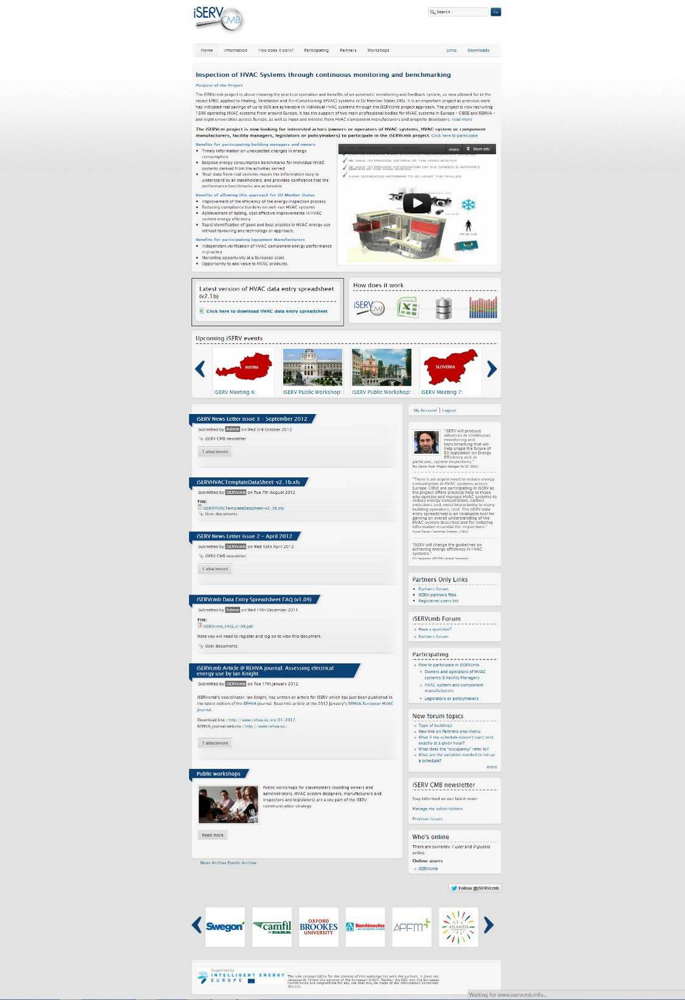 iSERV CMB
Search
Go
Home Information How does it work? Participating Partners Workshops Links Downloads
Inspection of HVAC Systems through continuous monitoring and benchmarking
Purpose of the Project
The iSERVcmb project is about showing the practical operation and benefits of an automatic monitoring and feedback system, as now allowed for in the
recast EPBD, applied to Heating, Ventilation and Air-Conditioning (HVAC) systems in EU Member States (MS). It is an important project as previous work
has indicated real savings of up to 60% are achievable in individual HVAC systems through the iSERVcmb project approach. The project is now recruiting
1600 operating HVAC systems from around Europe. It has the support of two main professional bodies for HVAC systems in Europe - CIBSE and REHVA -
and eight universities across Europe, as well as input and interest from HVAC component manufacturers and property developers. read more
The iSERVcm project is now looking for interested actors (owners or operators of HVAC systems, HVAC system or component
manufacturers, facility managers, legislators or policymakers) to participate in the iSERVcmb project. Click here to participate
Benefits for participating building managers and owners
Timely information on unexpected changes in energy
consumption
Bespoke energy consumption benchmarks for individual HVAC
systems derived from the activities served
'Real' data from real systems makes the information easy to
understand by all stakeholders, and provides confidence that the
performance benchmarks are achievable.
Benefits of allowing this approach for EU Member States
Improvement of the efficiency of the energy inspection process
Reducing compliance burdens on well-run HVAC systems
Achievement of lasting, cost effective improvements in HVAC
system energy efficiency
Rapid identification of good and best practice in HVAC energy use
without favouring any technology or approach.
Benefits for participating Equipment Manufacturers
Independent verification of HVAC component energy performance
in practice
Marketing opportunity at a European scale
Opportunity to add value to HVAC products.
share More info
BE ABLE TO PROVIDE DETAILS OF THE HVAC SYSTEM
BE ABLE TO PROVIDE INFORMATION ON THE SPACES & ACTIVITIES
SERVED BY THE HVAC SYSTEM
HAVE DEDICATED METERING TO AT LEAST THE CHILLER
Latest version of HVAC data entry spreadsheet
(v2.1b)
Click here to download HVAC data entry spreadsheet
How does it work
iSERV CMB
Upcoming iSERV events
AUSTRIA
SLOVENIA
iSERV Meeting 6: iSERV Public Workshop: iSERV Public Workshop: iSERV Meeting 7:
iSERV News Letter issue 3 - September 2012
Submitted by Admin on Wed 3rd October 2012
iSERV CMB newsletter
1 attachment
iSERVHVACTemplateDataSheet-v2_1b.xls
Submitted by iSERVcmb on Tue 7th August 2012
File:
iSERVHVACTemplateDataSheet-v2_1b.xls
User documents
iSERV News Letter issue 2 - April 2012
Submitted by iSERVcmb on Wed 18th April 2012
iSERV CMB newsletter
1 attachment
iSERVcmb Data Entry Spreadsheet FAQ (v1.09)
Submitted by Admin on Wed 14th December 2011
File:
iSERVcmb_FAQ_v109.pdf
Note you will need to register and log on to view this document.
User documents
iSERVcmb Article @ REHVA journal. Assessing electrical
energy use by Ian Knight
Submitted by iSERVcmb on Tue 17th January 2012
iSERVcmb's coordinator, Ian Knight, has written an article for iSERV which has just been published in
the latest edition of the REHVA journal. Read this article at the 2012 January's REHVA European HVAC
Journal
Download link | http://www.rehva.eu/en/01-2012.
REHVA journal website | http://www.rehva.eu/.
1 attachment
Public workshops
Public workshops for stakeholders (building owners and
administrators, HVAC system designers, manufacturers and
inspectors and legislators) are a key part of the iSERV
communication strategy.
Read more
News Archive Events Archive
My Account | Logout
"iSERV will produce
advances in continuous
monitoring and
benchmarking that will
help shape the future of
EU legislation on Energy
Efficiency and, in
particular, system inspections."
"There is an urgent need to reduce energy
consumption in HVAC systems across
Europe. CIBSE are participating in iSERV as
the project offers practical help to those
who operate and manage HVAC systems to
reduce energy consumption, carbon
emissions and, most importantly to many
building operators, cost. The iSERV data
entry spreadsheet is an invaluable tool for
gaining an overall understanding of the
HVAC system described and for collating
information essential for inspections."
Hywel Davies (Technical Director, CIBSE)
"iSERV will change the guidelines on
achieving energy efficiency in HVAC
systems."
Olli Seppanen (REHVA General Secretary)
Partners Only Links
Partners forum
iSERV partners files
Registered users list
iSERVcmb Forum
Have a question?
Partners forum
Participating
How to participate in iSERVcmb
Owners and operators of HVAC
systems & Facility Managers
HVAC system and component
manufacturers
Legislators or policymakers
New forum topics
Type of buildings
New link on Partners only menu
What if my schedule doesn't start/end
exactly at a given hour?
What does the "occupancy" refer to?
What are the variables needed to set up
a schedule?
more
iSERV CMB newsletter
Stay informed on our latest news!
Manage my subscriptions
Previous issues
Who's online
There are currently 1 user and 0 guests
online.
Online users
iSERVcmb
Follow @iSERVcmb
Swegon
camfil
FARR
OXFORD
BROOKES
UNIVERSITY
Βασιλόπουλος
APFM
ATLANTIS
Supported by
INTELLIGENT ENERGY
EUROPE
The sole responsibility for the content of this webpage lies with the authors. It does not
necessarily reflect the opinion of the European Union. Neither the EACI nor the European
Commission are responsible for any use that may be made of the information contained
therein.
Waiting for www.iservcmb.info...